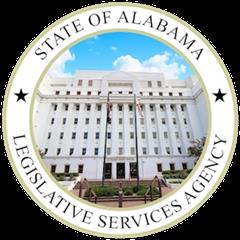 STATE OF ALABAMA
LEGISLATIVE SERVICES AGENCY